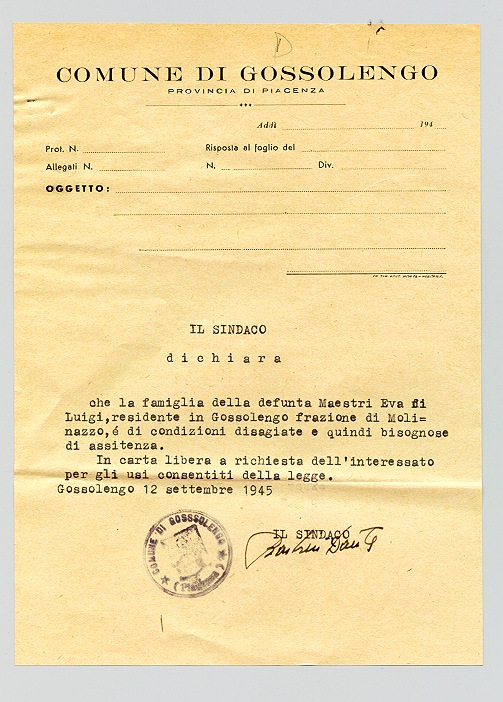 D
COMUNE DI GOSSOLENGO
PROVINCIA DI PIACENZA
Addì 194
Prot. N. Risposta al foglio del
Allegati N. N. Div.
OGGETTO:
IL SINDACO
dichiara
che la famiglia della defunta Maestri Eva di
Luigi,residente in Gossolengo frazione di Moli=
nazzo,é di condizioni disagiate e quindi bisognose
di assitenza.
In carta libera a richiesta dell'interessato
per gli usi consentiti della legge.
Gossolengo 12 settembre 1945
COMUNE DI GOSSSOLENGO
(Piacenza)
IL SINDACO